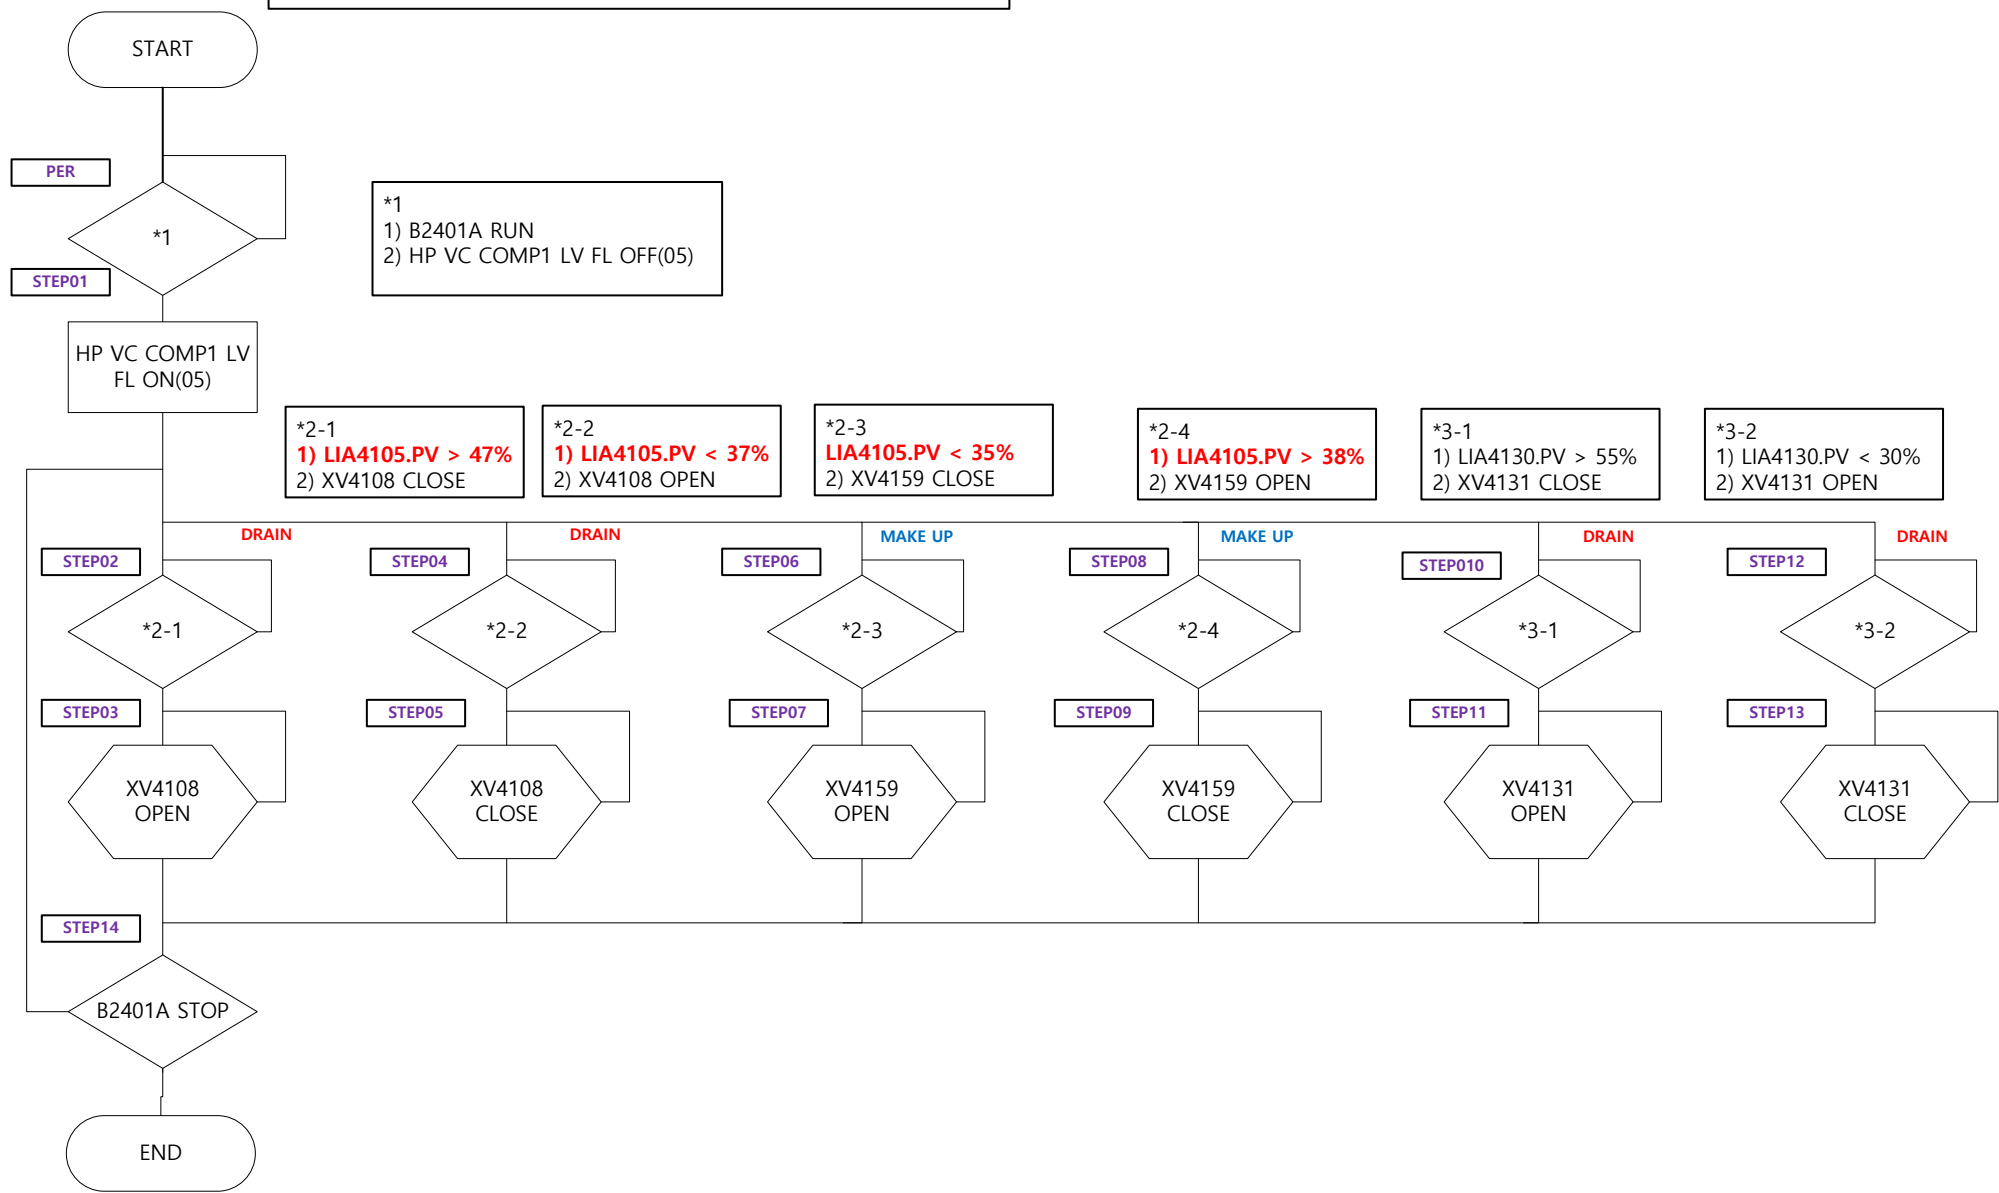 START
PER
*1
*1
1) B2401A RUN
2) HP VC COMP1 LV FL OFF(05)
STEP01
HP VC COMP1 LV
FL ON(05)
*2-1
1) LIA4105.PV > 47%
2) XV4108 CLOSE
*2-2
1) LIA4105.PV < 37%
2) XV4108 OPEN
*2-3
LIA4105.PV < 35%
2) XV4159 CLOSE
*2-4
1) LIA4105.PV > 38%
2) XV4159 OPEN
*3-1
1) LIA4130.PV > 55%
2) XV4131 CLOSE
*3-2
1) LIA4130.PV < 30%
2) XV4131 OPEN
DRAIN
DRAIN
MAKE UP
MAKE UP
DRAIN
DRAIN
STEP02
STEP04
STEP06
STEP08
STEP010
STEP12
*2-1
*2-2
*2-3
*2-4
*3-1
*3-2
STEP03
STEP05
STEP07
STEP09
STEP11
STEP13
XV4108
OPEN
XV4108
CLOSE
XV4159
OPEN
XV4159
CLOSE
XV4131
OPEN
XV4131
CLOSE
STEP14
B2401A STOP
END